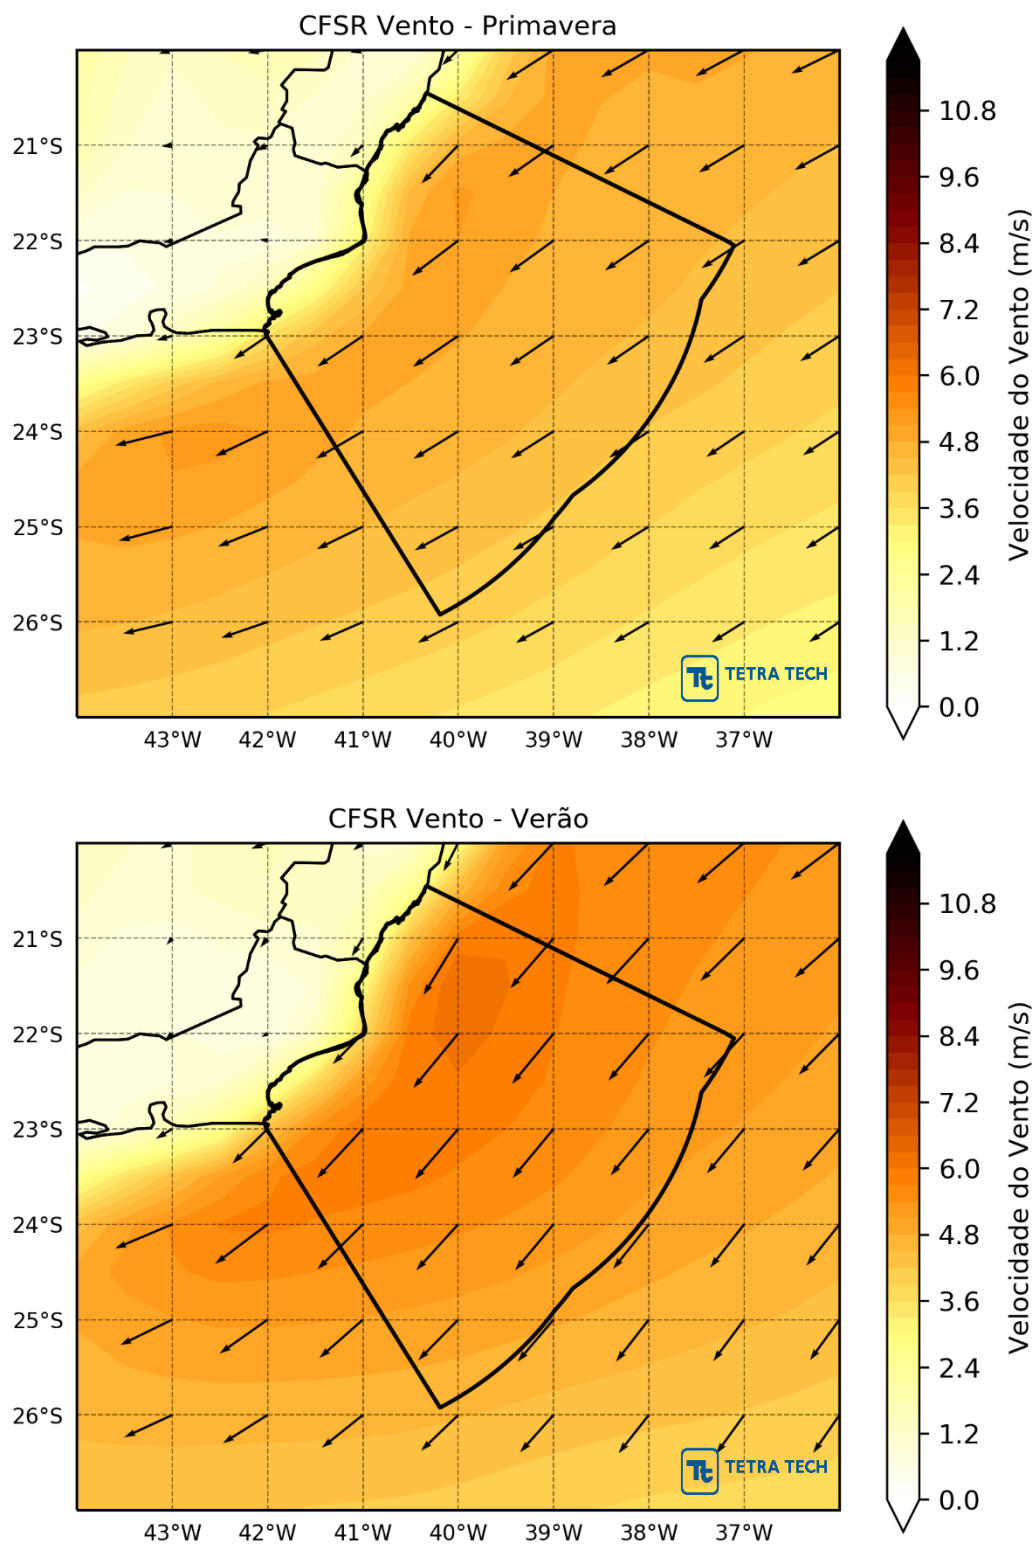 CFSR Vento - Primavera
21°S
22°S
23°S
24°S
25°S
26°S
43°W 42°W 41°W 40°W 39°W 38°W 37°W
Tt TETRA TECH
10.8
9.6
8.4
7.2
6.0
4.8
3.6
2.4
1.2
0.0
Velocidade do Vento (m/s)
CFSR Vento - Verão
21°S
22°S
23°S
24°S
25°S
26°S
43°W 42°W 41°W 40°W 39°W 38°W 37°W
Tt TETRA TECH
10.8
9.6
8.4
7.2
6.0
4.8
3.6
2.4
1.2
0.0
Velocidade do Vento (m/s)